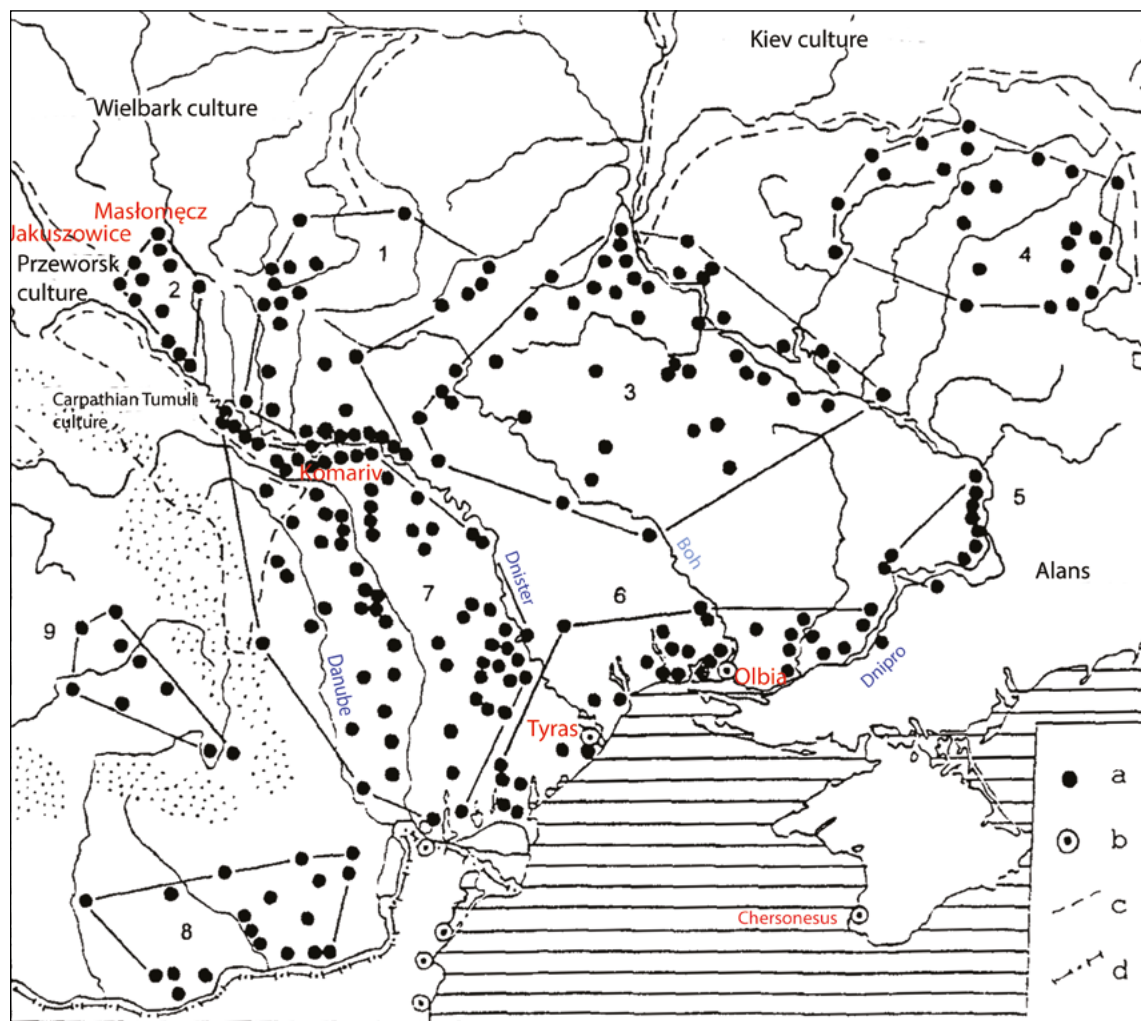 Kiev culture
Wielbark culture
Masłomęcz
Jakuszowice
Przeworsk
culture
1
2
4
3
Carpathian Tumuli
culture
Komariv
5
Boh
Dnister
Alans
7
6
9
Danube
Olbia
Dnipro
Tyras
a
b
8
Chersonesus
c
d